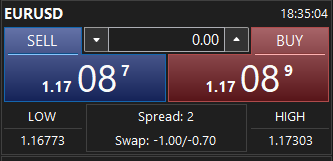 EURUSD 18:35:04
SELL 0.00 BUY
1.17 08 7 1.17 08 9
LOW Spread: 2 HIGH
1.16773 Swap: -1.00/-0.70 1.17303